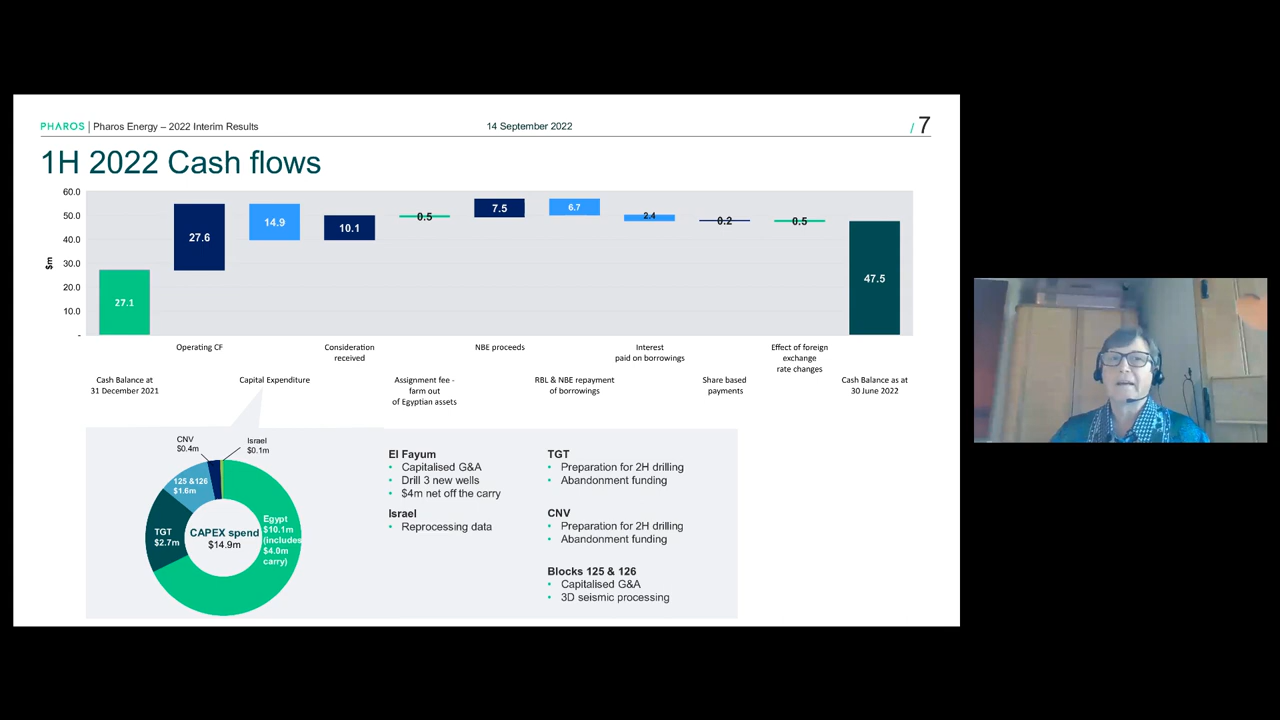 PHAROS
Pharos Energy – 2022 Interim Results
14 September 2022
/ 7
1H 2022 Cash flows
$m
60.0
50.0
40.0
30.0
20.0
10.0
-
27.1
27.6
14.9
10.1
0.5
7.5
6.7
2.4
0.2
0.5
47.5
Cash Balance at
31 December 2021
Operating CF
Capital Expenditure
Consideration
received
Assignment fee -
farm out
of Egyptian assets
NBE proceeds
RBL & NBE repayment
of borrowings
Interest
paid on borrowings
Share based
payments
Effect of foreign
exchange
rate changes
Cash Balance as at
30 June 2022
CNV
$0.4m
Israel
$0.1m
125 &126
$1.6m
TGT
$2.7m
CAPEX spend
$14.9m
Egypt
$10.1m
(includes
$4.0m
carry)
El Fayum
• Capitalised G&A
• Drill 3 new wells
• $4m net off the carry
Israel
• Reprocessing data
TGT
• Preparation for 2H drilling
• Abandonment funding
CNV
• Preparation for 2H drilling
• Abandonment funding
Blocks 125 & 126
• Capitalised G&A
• 3D seismic processing